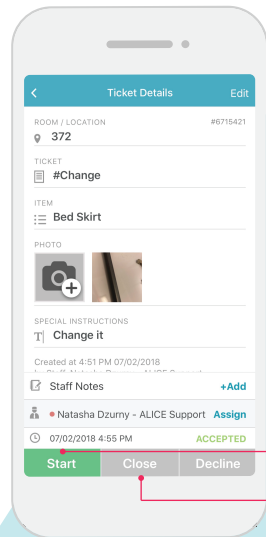 Ticket Details Edit
ROOM / LOCATION #6715421
372
TICKET
#Change
ITEM
Bed Skirt
PHOTO
SPECIAL INSTRUCTIONS
Change it
Created at 4:51 PM 07/02/2018
Staff Notes +Add
Natasha Dzurny - ALICE Support Assign
07/02/2018 4:55 PM ACCEPTED
Start Close Decline